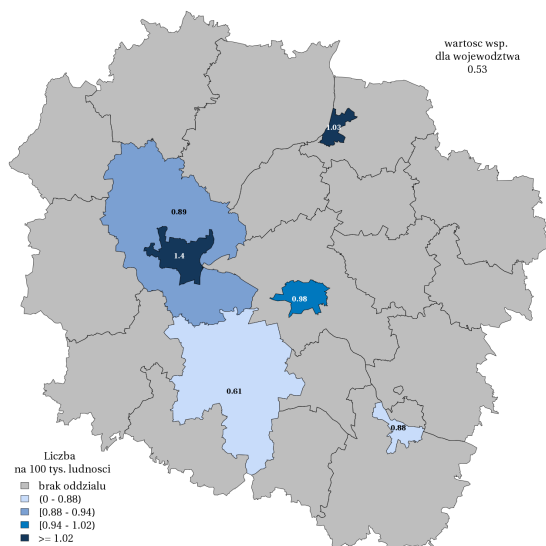 wartosc wsp.
dla wojewodztwa
0.53
1.03
0.89
1.4
0.98
0.61
0.88
Liczba
na 100 tys. ludnosci
brak oddzialu
(0 - 0.88)
[0.88 - 0.94)
[0.94 - 1.02)
>= 1.02